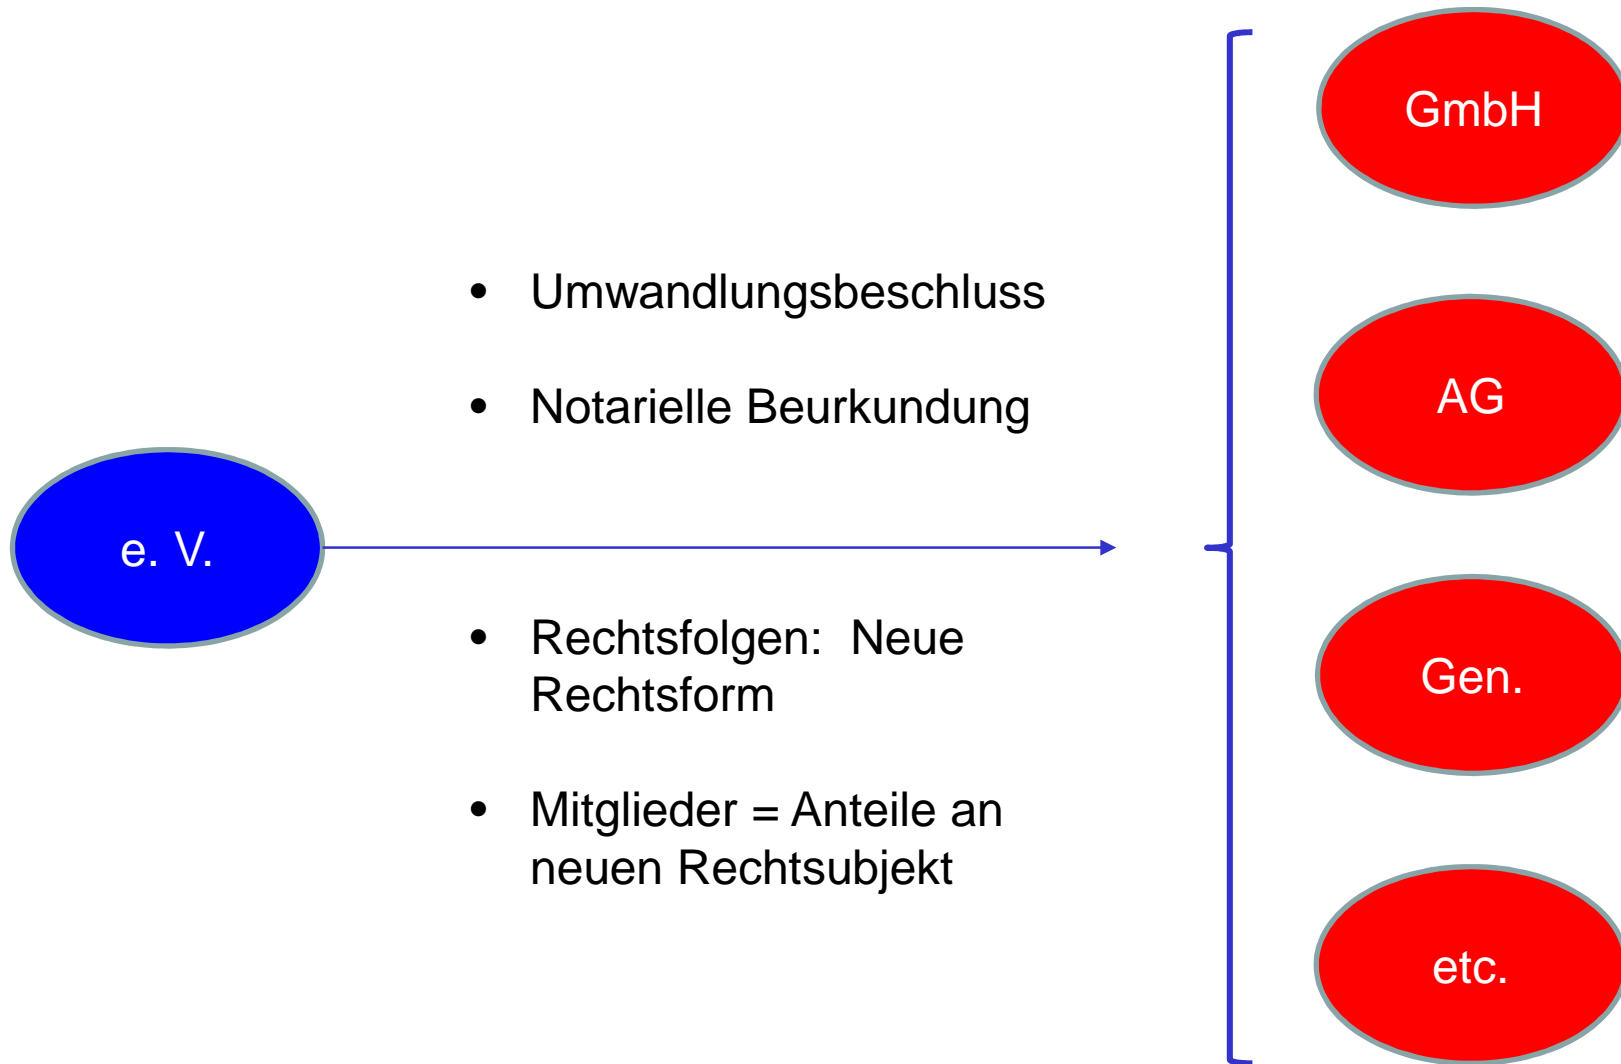 GmbH
• Umwandlungsbeschluss
AG
• Notarielle Beurkundung
e. V.
• Rechtsfolgen: Neue
Rechtsform
Gen.
• Mitglieder = Anteile an
neuen Rechtsubjekt
etc.